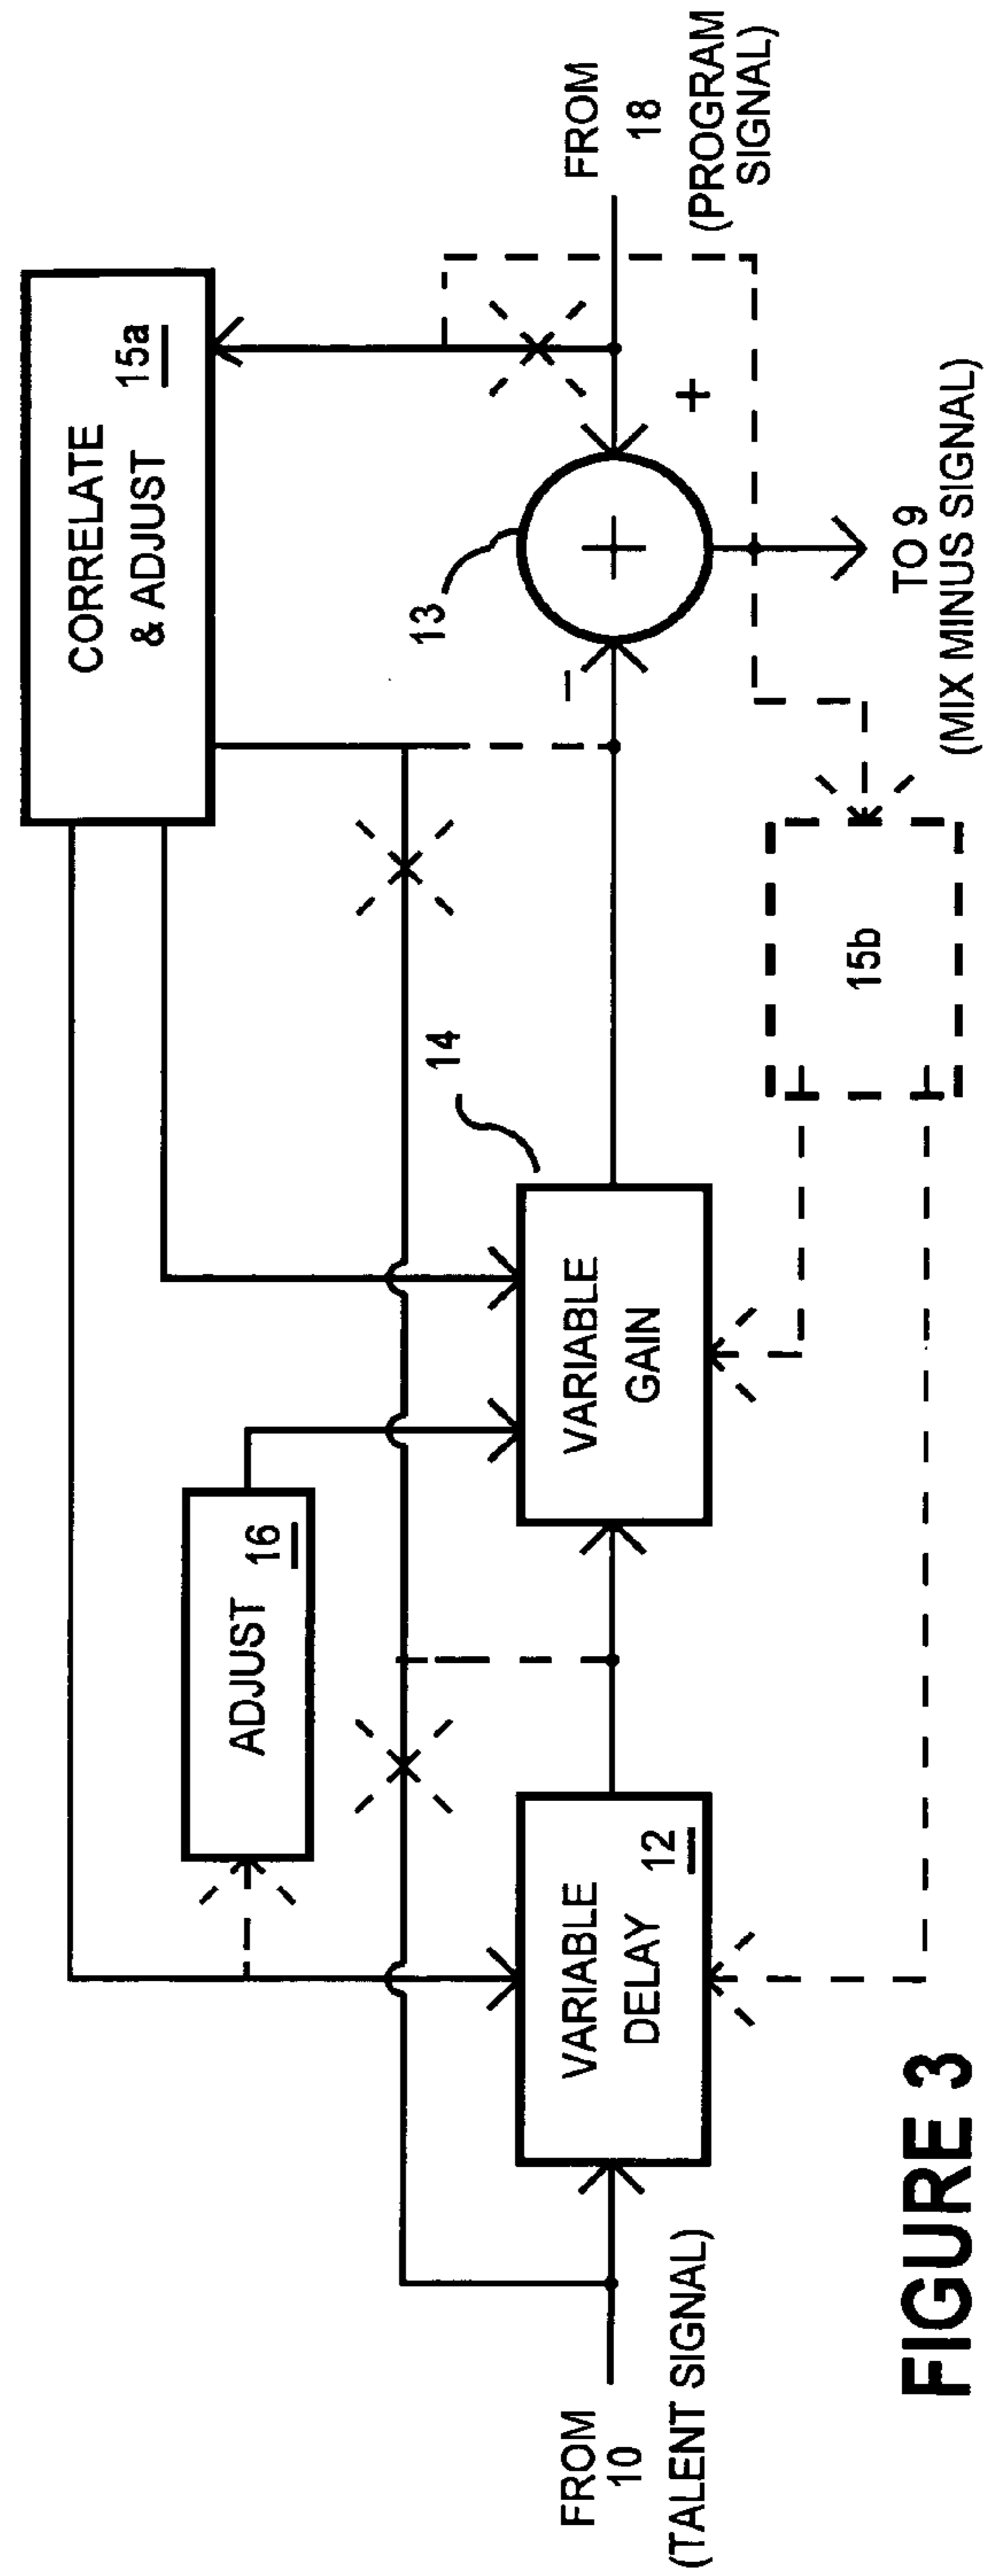 CORRELATE
& ADJUST 15a
ADJUST 16
14
13
FROM
10
(TALENT SIGNAL)
VARIABLE
DELAY 12
VARIABLE
GAIN
−
+
+
FROM
18
(PROGRAM
SIGNAL)
15b
TO 9
(MIX MINUS SIGNAL)
FIGURE 3